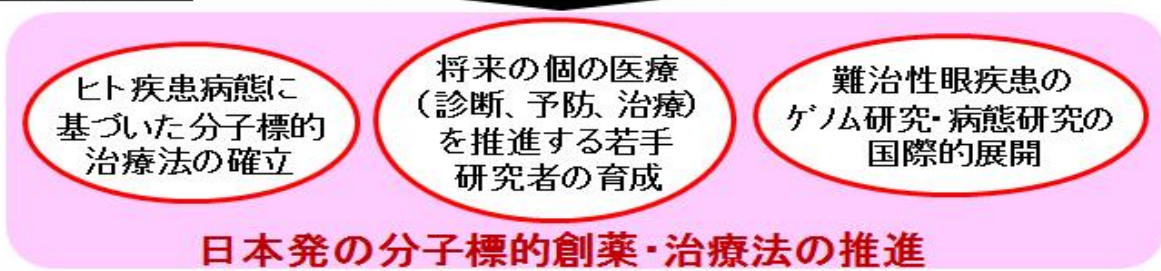 ヒト疾患病態に
基づいた分子標的
治療法の確立
将来の個の医療
（診断、予防、治療）
を推進する若手
研究者の育成
難治性眼疾患の
ゲノム研究・病態研究の
国際的展開
日本発の分子標的創薬・治療法の推進